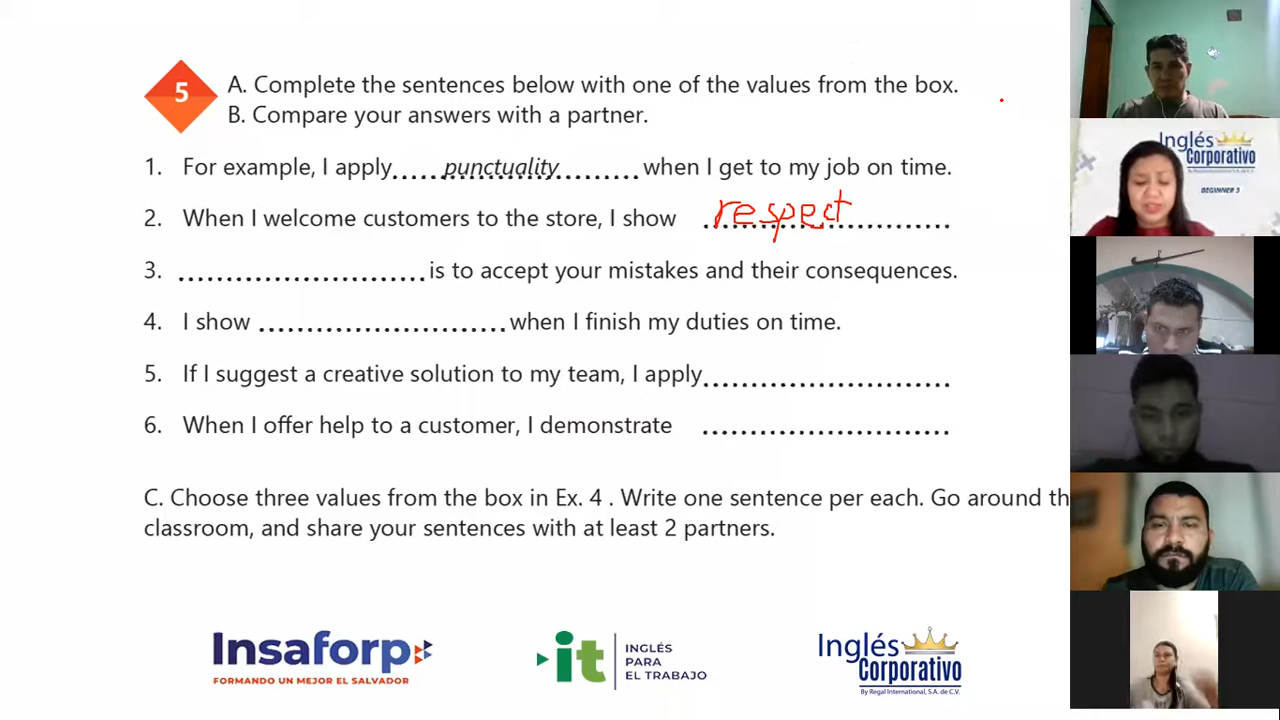 5
A. Complete the sentences below with one of the values from the box.
B. Compare your answers with a partner.
1. For example, I apply.......punctuality.........when I get to my job on time.
2. When I welcome customers to the store, I show respect
3. ..........................is to accept your mistakes and their consequences.
4. I show ..........................when I finish my duties on time.
5. If I suggest a creative solution to my team, I apply..........................
6. When I offer help to a customer, I demonstrate ..........................
C. Choose three values from the box in Ex. 4 . Write one sentence per each. Go around th
classroom, and share your sentences with at least 2 partners.
Insaforp
FORMANDO UN MEJOR EL SALVADOR
it
INGLÉS
PARA
EL TRABAJO
Inglés
Corporativo
By Regal International, S.A. de C.V.
Inglés
Corporativo
BEGINNER 3